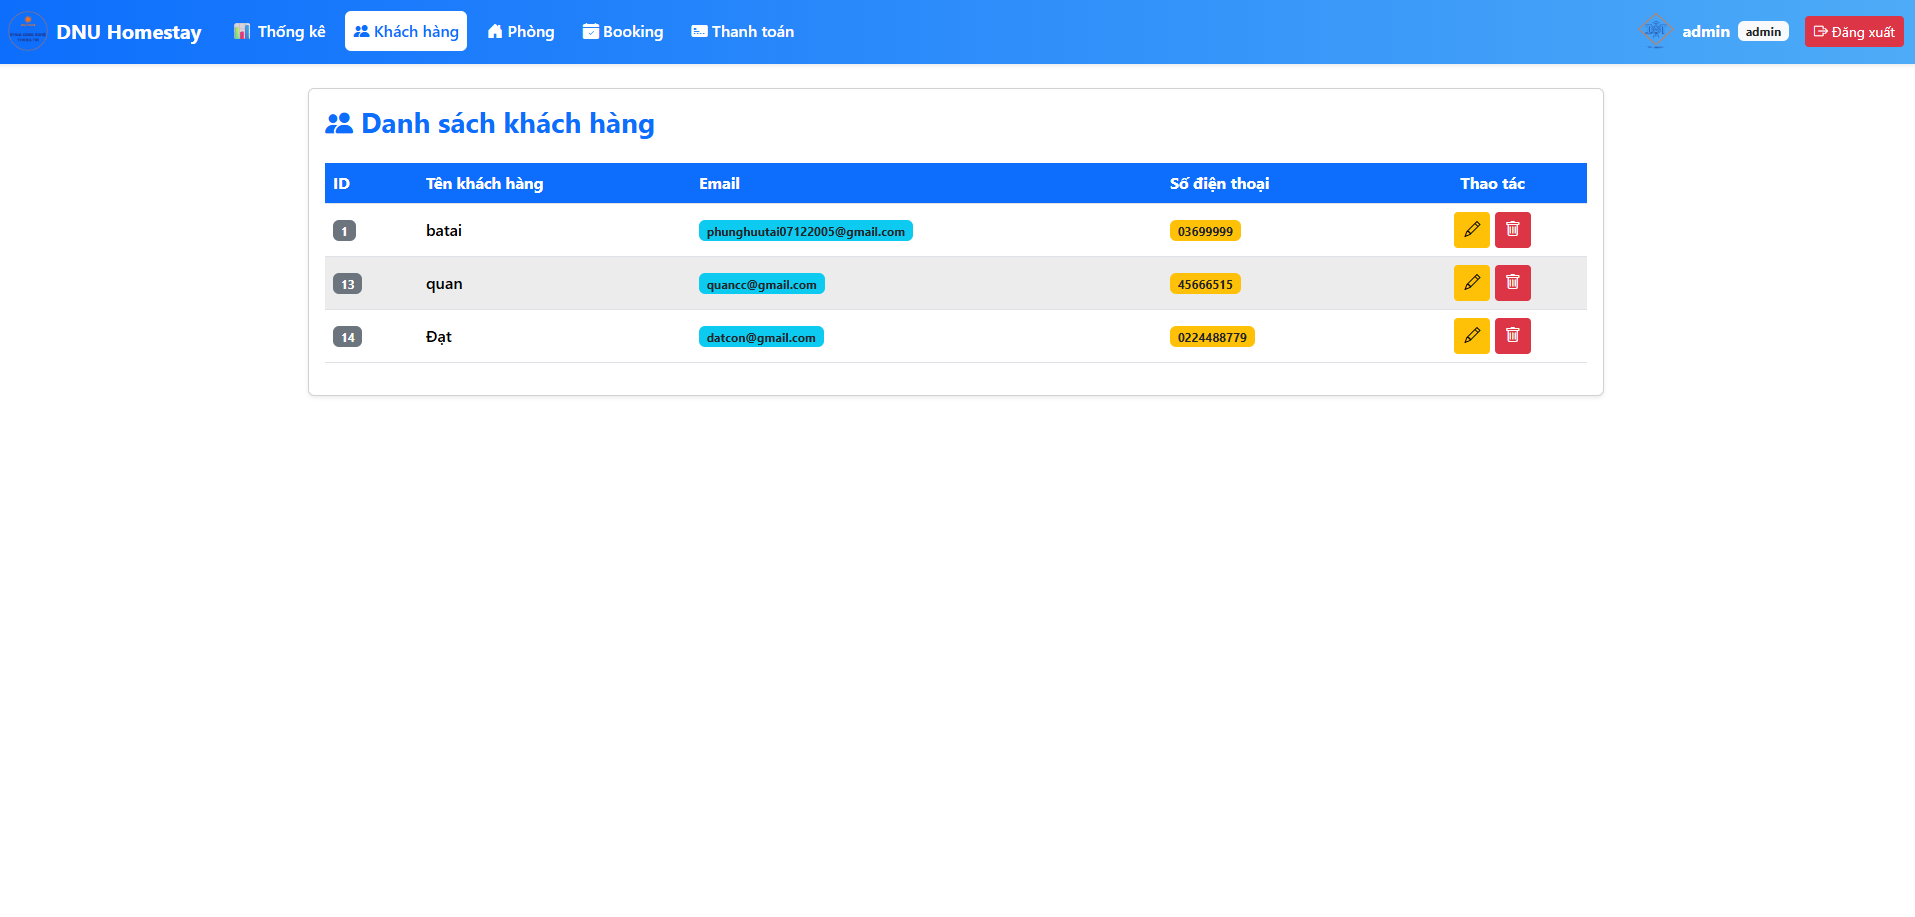 DNU Homestay Thống kê Khách hàng Phòng Booking Thanh toán admin admin Đăng xuất
Danh sách khách hàng
ID Tên khách hàng Email Số điện thoại Thao tác
1 batai phunghuutai07122005@gmail.com 03699999
13 quan quancc@gmail.com 45666515
14 Đạt datcon@gmail.com 0224488779